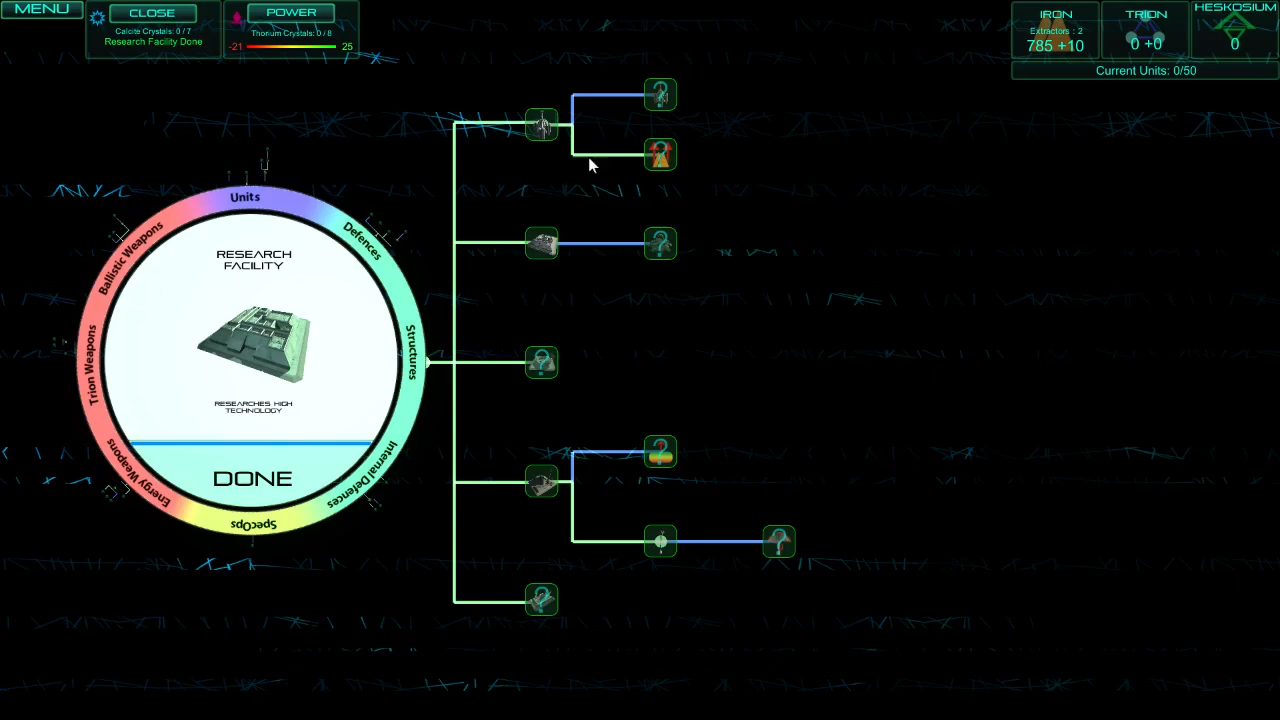 MENU
CLOSE
Calcite Crystals: 0 / 7
Research Facility Done
POWER
Thorium Crystals: 0 / 8
-21
25
IRON
Extractors : 2
785 +10
TRION
0 +0
HESKOSIUM
0
Current Units: 0/50
Units
Defences
Structures
Internal Defences
SpecOps
Energy Weapons
Trion Weapons
Ballistic Weapons
RESEARCH
FACILITY
RESEARCHES HIGH
TECHNOLOGY
DONE